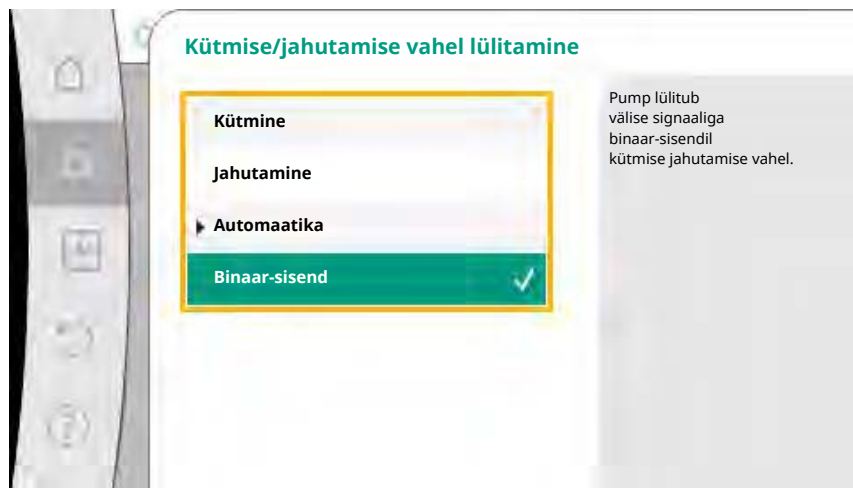 Kütmise/jahutamise vahel lülitamine
Kütmine
Jahutamine
Automaatika
Binaar-sisend
Pump lülitub
välise signaaliga
binaar-sisendil
kütmise jahutamise vahel.